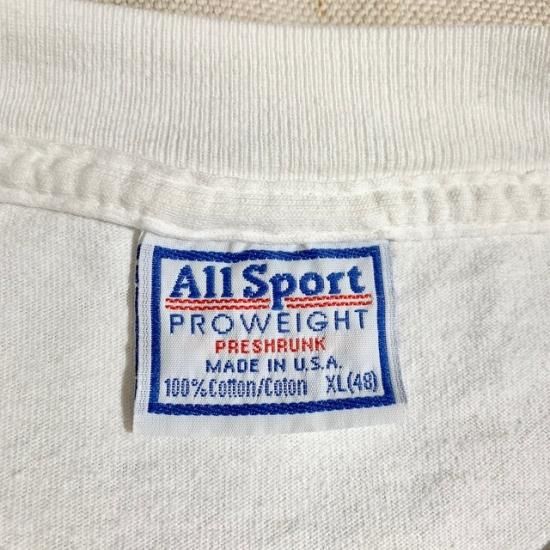 All Sport
PROWEIGHT
PRESHRUNK
MADE IN U.S.A.
100% Cotton/Coton XL(48)